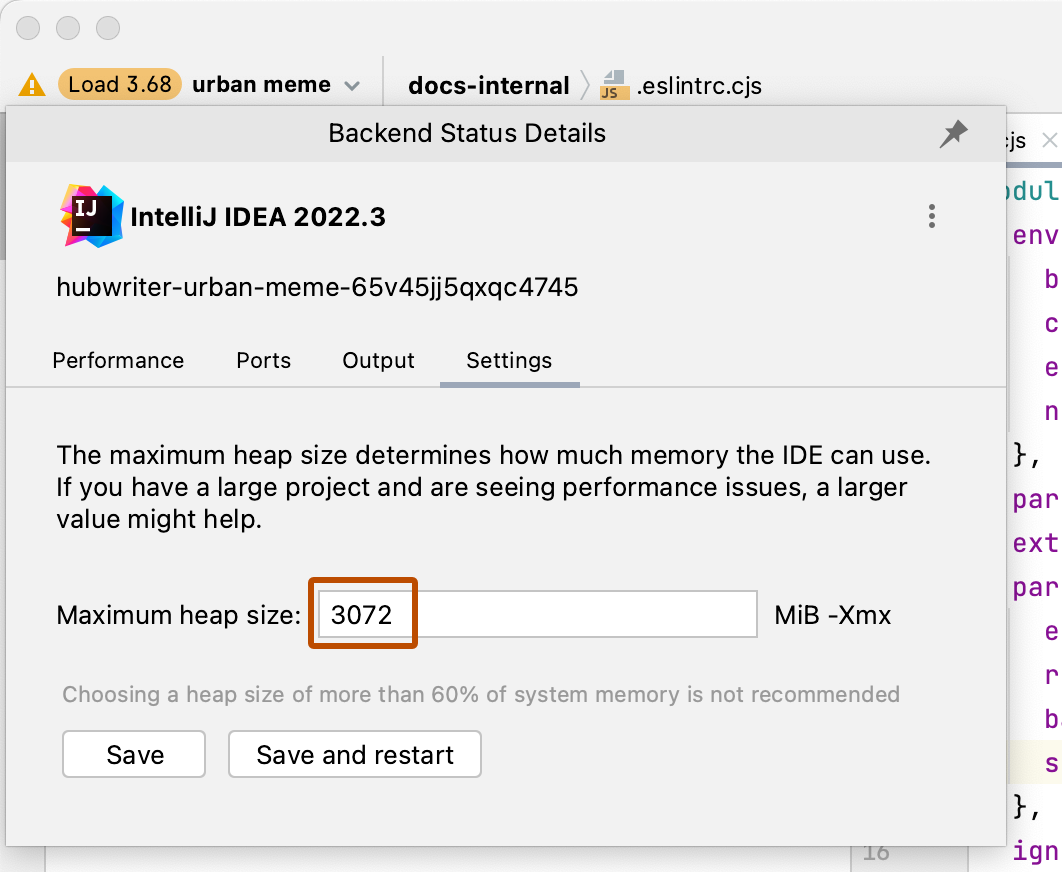 Load 3.68 urban meme docs-internal JS .eslintrc.cjs
Backend Status Details
cjs
IJ IntelliJ IDEA 2022.3
hubwriter-urban-meme-65v45jj5qxqc4745
Performance Ports Output Settings
The maximum heap size determines how much memory the IDE can use.
If you have a large project and are seeing performance issues, a larger
value might help.
Maximum heap size: 3072 MiB -Xmx
Choosing a heap size of more than 60% of system memory is not recommended
Save Save and restart
odul
env
b
c
e
n
},
par
ext
par
e
r
ba
s
},
16 ign